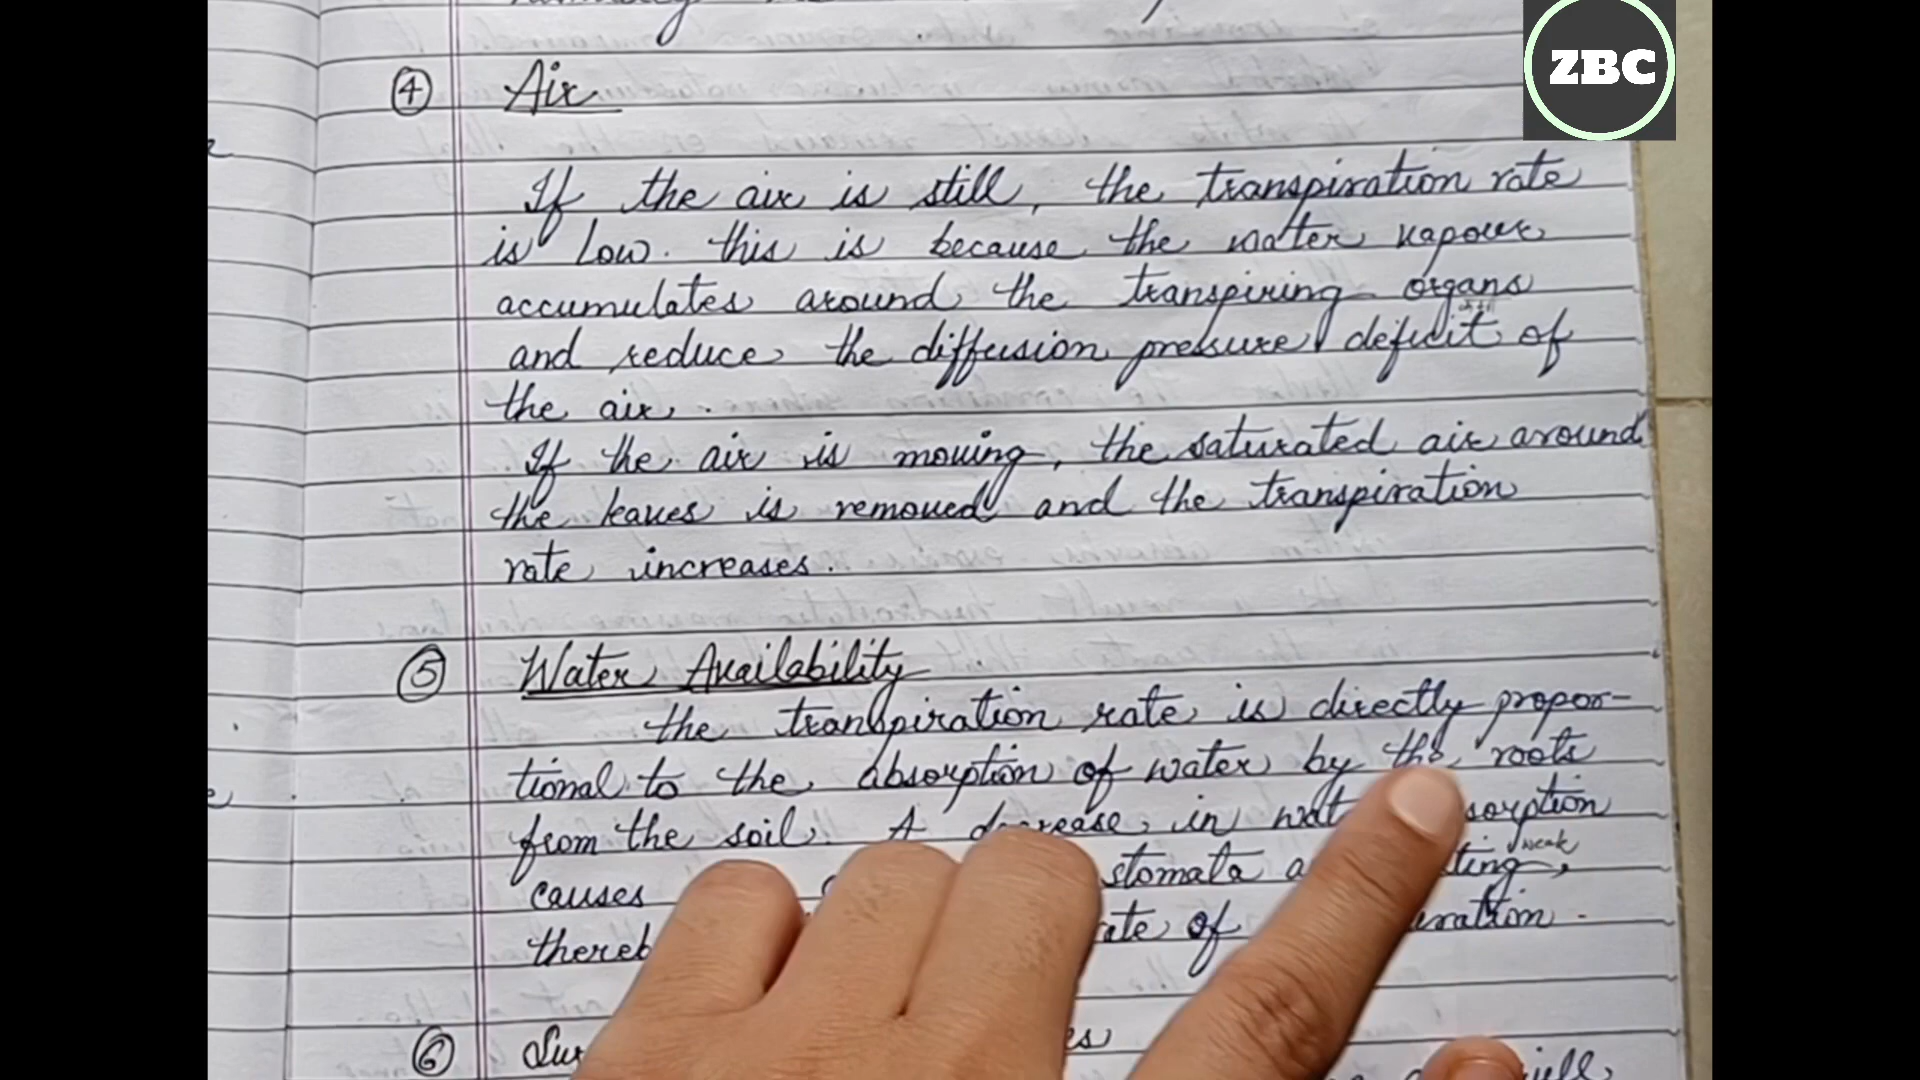 ZBC
④ Air
If the air is still, the transpiration rate
is low. this is because the water vapour
accumulates around the transpiring organs
and reduce the diffusion pressure deficit of
the air.
If the air is moving, the saturated air around
the leaves is removed and the transpiration
rate increases.
⑤ Water Availability
the transpiration rate is directly propor-
tional to the absorption of water by the roots
from the soil. A decrease in
weak
causes stomata
of
⑥